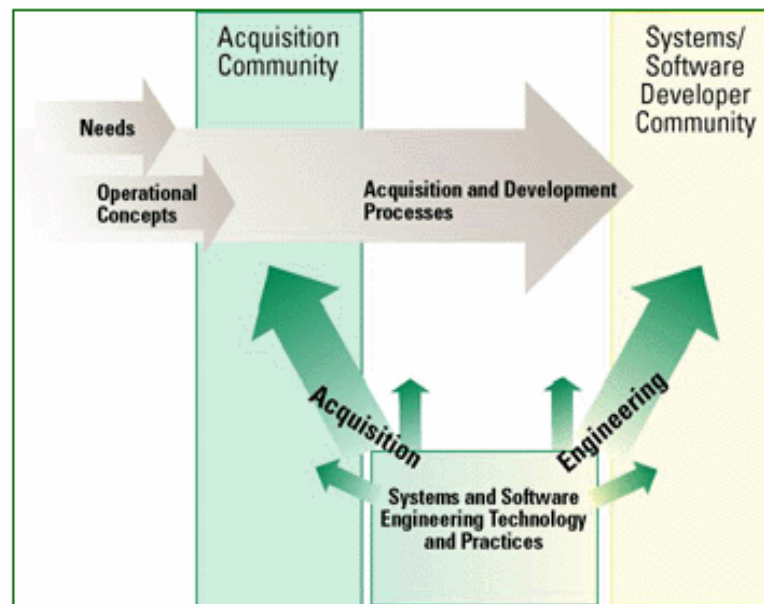 Acquisition
Community
Systems/
Software
Developer
Community
Needs
Operational
Concepts
Acquisition and Development
Processes
Acquisition
Engineering
Systems and Software
Engineering Technology
and Practices